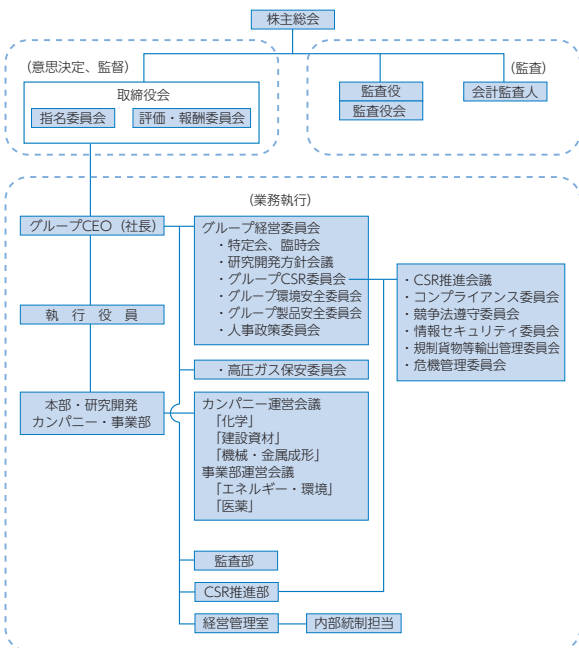 株主総会
(意思決定、監督)
取締役会
指名委員会
評価・報酬委員会
(監査)
監査役
監査役会
会計監査人
(業務執行)
グループCEO(社長)
執行役員
本部・研究開発
カンパニー・事業部
グループ経営委員会
・特定会、臨時会
・研究開発方針会議
・グループCSR委員会
・グループ環境安全委員会
・グループ製品安全委員会
・人事政策委員会
・CSR推進会議
・コンプライアンス委員会
・競争法遵守委員会
・情報セキュリティ委員会
・規制貨物等輸出管理委員会
・危機管理委員会
・高圧ガス保安委員会
カンパニー運営会議
「化学」
「建設資材」
「機械・金属成形」
事業部運営会議
「エネルギー・環境」
「医薬」
監査部
CSR推進部
経営管理室
内部統制担当